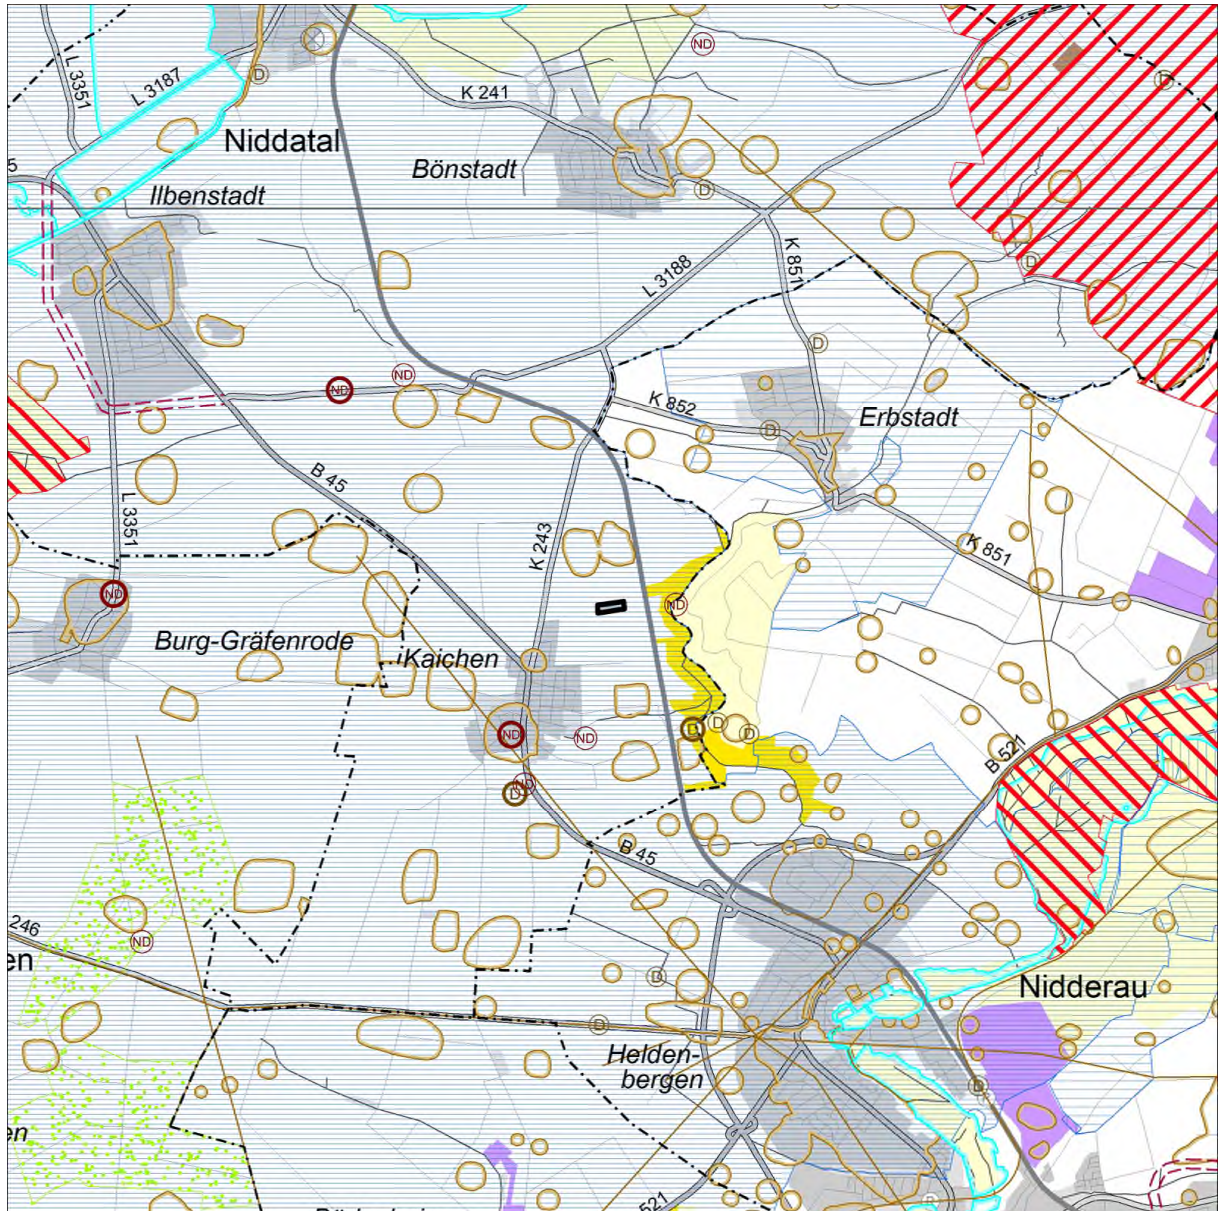 ND
L 3351
L 3187
D
D
K 241
Niddatal
Bönstadt
5
Ilbenstadt
D
K 851
L 3188
D
D
ND
ND
K 852
D
Erbstadt
B 45
L 3351
K 243
K 851
ND
ND
Burg-Gräfenrode
Kaichen
D
D
D
ND
ND
B 521
ND
D
B 45
246
ND
en
D
Nidderau
D
Helden-
bergen
D
en
521
D